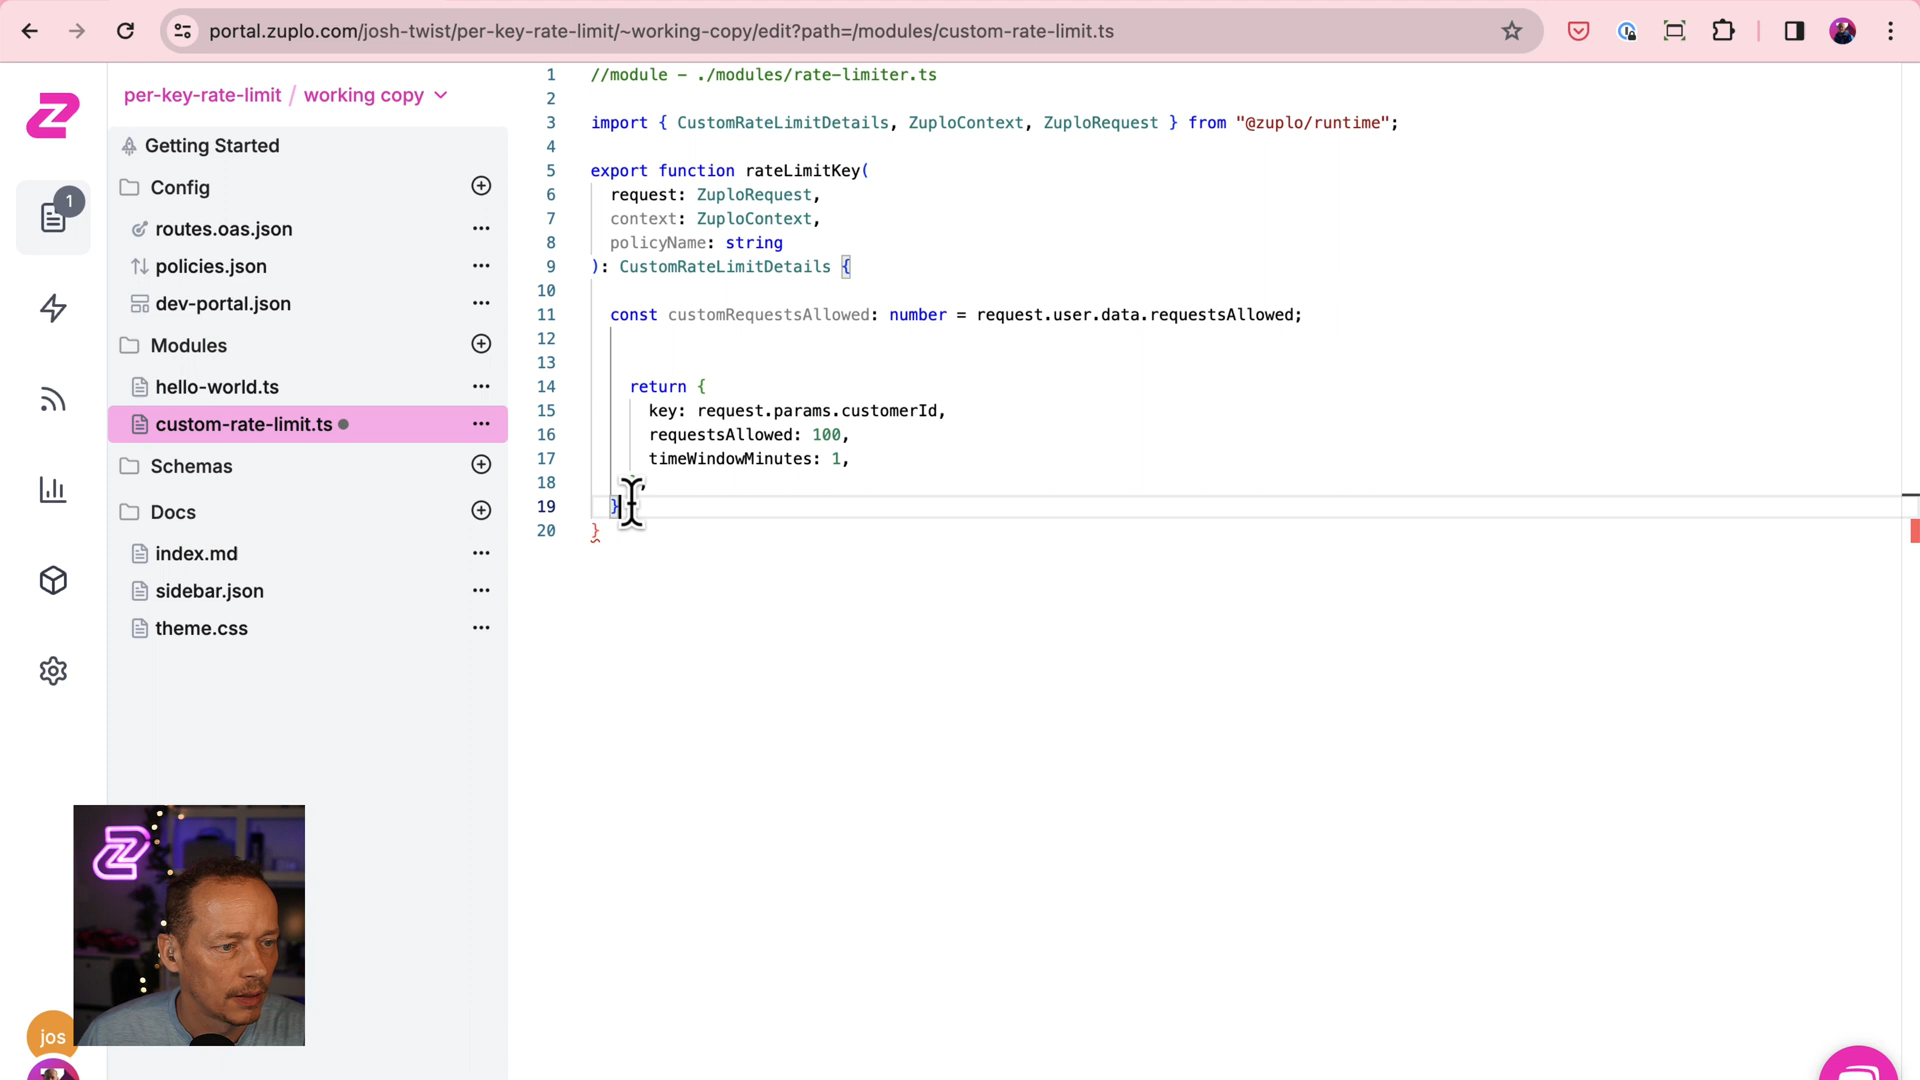 portal.zuplo.com/josh-twist/per-key-rate-limit/~working-copy/edit?path=/modules/custom-rate-limit.ts
per-key-rate-limit / working copy
Getting Started
Config
routes.oas.json
policies.json
dev-portal.json
Modules
hello-world.ts
custom-rate-limit.ts
Schemas
Docs
index.md
sidebar.json
theme.css
1
jos
1 //module - ./modules/rate-limiter.ts
2
3 import { CustomRateLimitDetails, ZuploContext, ZuploRequest } from "@zuplo/runtime";
4
5 export function rateLimitKey(
6 request: ZuploRequest,
7 context: ZuploContext,
8 policyName: string
9 ): CustomRateLimitDetails {
10
11 const customRequestsAllowed: number = request.user.data.requestsAllowed;
12
13
14 return {
15 key: request.params.customerId,
16 requestsAllowed: 100,
17 timeWindowMinutes: 1,
18
19 }
20 }